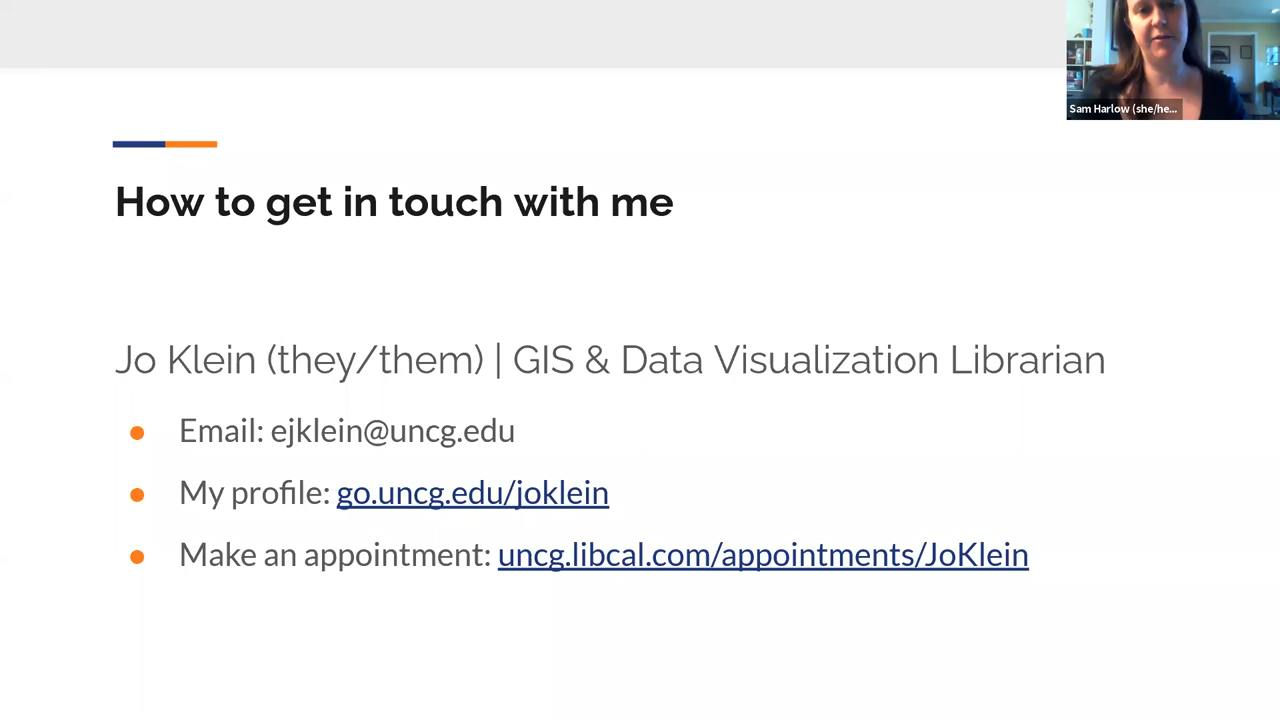 Sam Harlow (she/he...
How to get in touch with me
Jo Klein (they/them) | GIS & Data Visualization Librarian
● Email: ejklein@uncg.edu
● My profile: go.uncg.edu/joklein
● Make an appointment: uncg.libcal.com/appointments/JoKlein